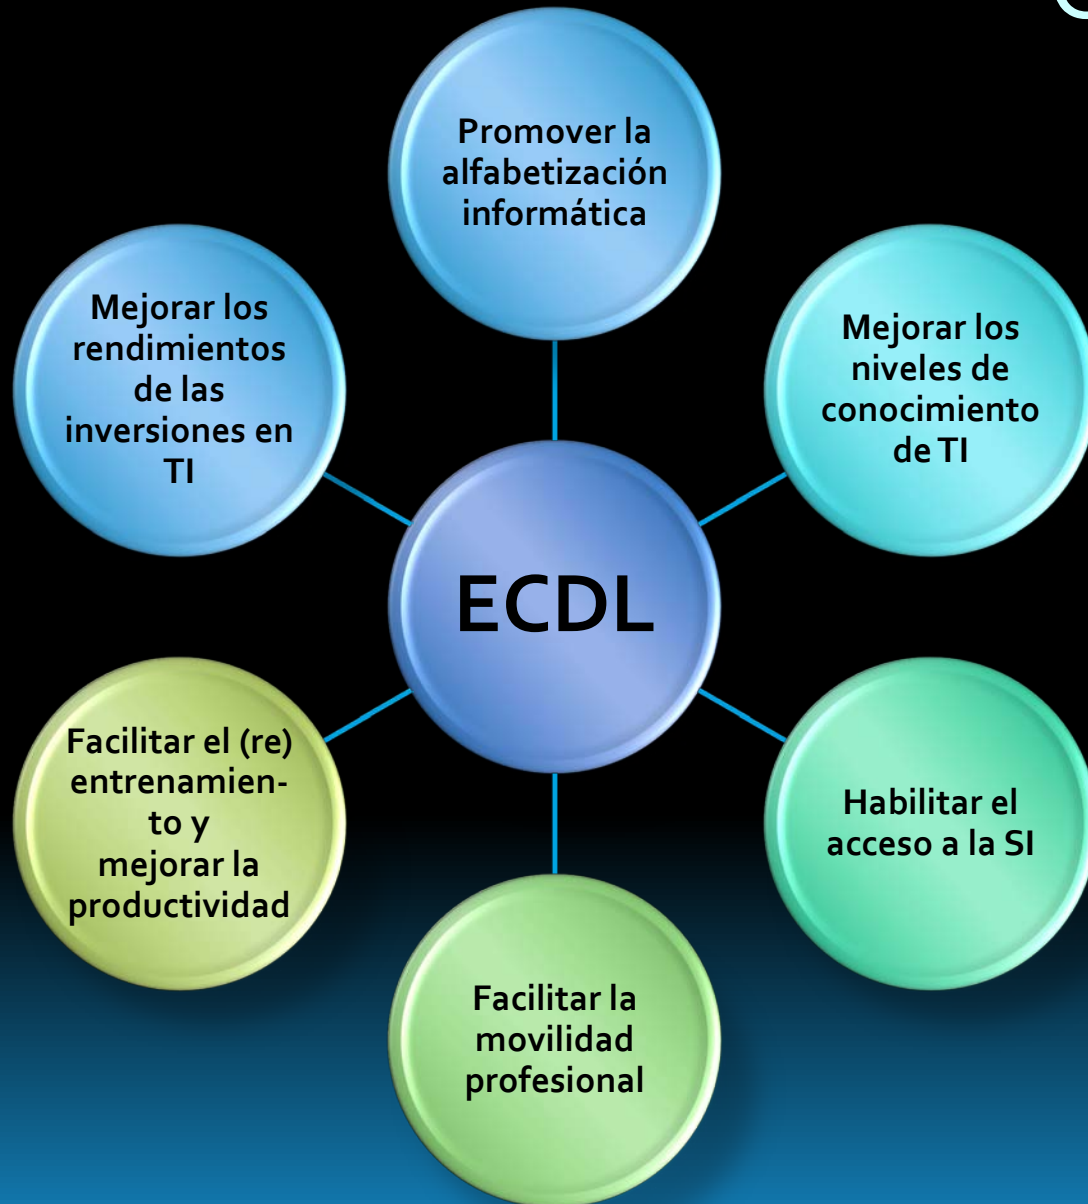 Promover la
alfabetización
informática
Mejorar los
rendimientos
de las
inversiones en
TI
Mejorar los
niveles de
conocimiento
de TI
ECDL
Facilitar el (re)
entrenamien-
to y
mejorar la
productividad
Habilitar el
acceso a la SI
Facilitar la
movilidad
profesional